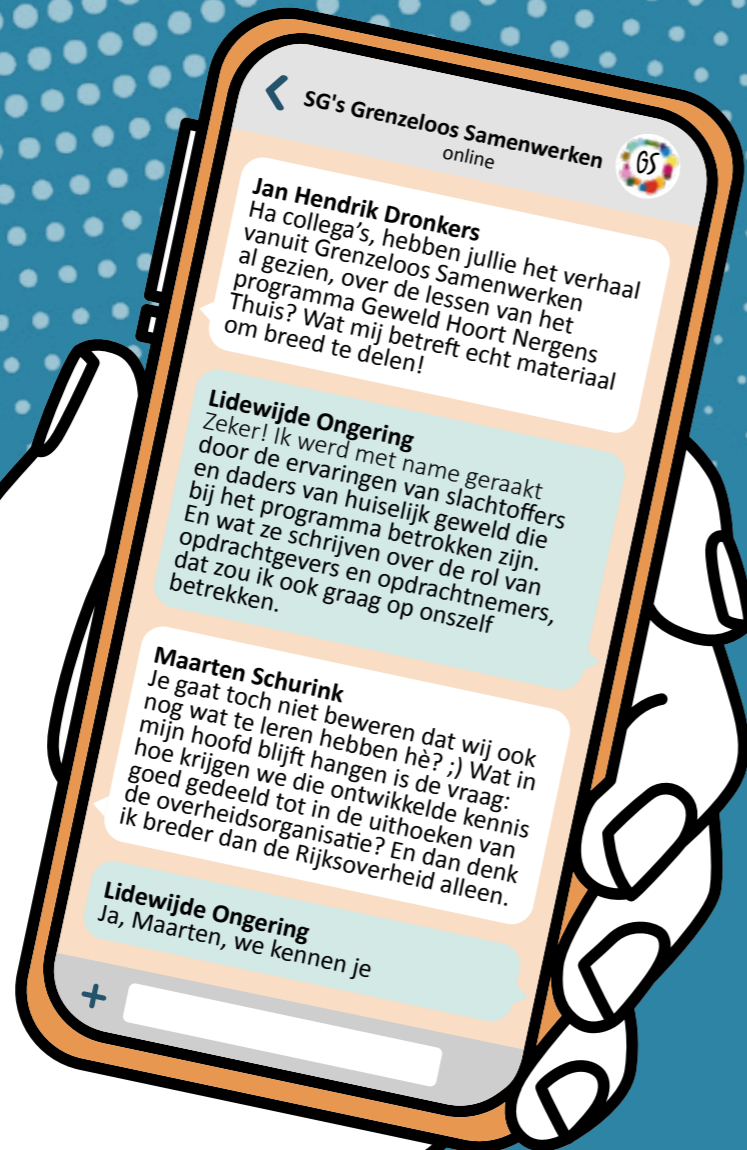 SG's Grenzeloos Samenwerken
online
GS
Jan Hendrik Dronkers
Ha collega's, hebben jullie het verhaal
vanuit Grenzeloos Samenwerken
al gezien, over de lessen van het
programma Geweld Hoort Nergens
Thuis? Wat mij betreft echt materiaal
om breed te delen!
Lidewijde Ongering
Zeker! Ik werd met name geraakt
door de ervaringen van slachtoffers
en daders van huiselijk geweld die
bij het programma betrokken zijn.
En wat ze schrijven over de rol van
opdrachtgevers en opdrachtnemers,
dat zou ik ook graag op onszelf
betrekken.
Maarten Schurink
Je gaat toch niet beweren dat wij ook
nog wat te leren hebben hè? ;) Wat in
mijn hoofd blijft hangen is de vraag:
hoe krijgen we die ontwikkelde kennis
goed gedeeld tot in de uithoeken van
de overheidsorganisatie? En dan denk
ik breder dan de Rijksoverheid alleen.
Lidewijde Ongering
Ja, Maarten, we kennen je